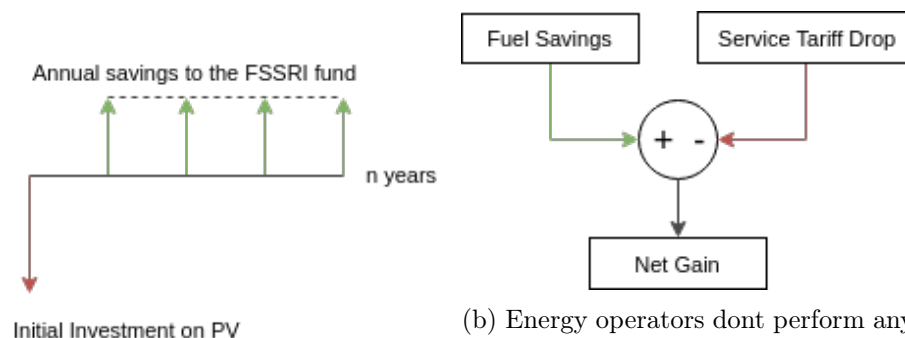 Annual savings to the FSSRI fund
n years
Initial Investment on PV
Fuel Savings
Service Tariff Drop
+ -
Net Gain
(b) Energy operators dont perform any